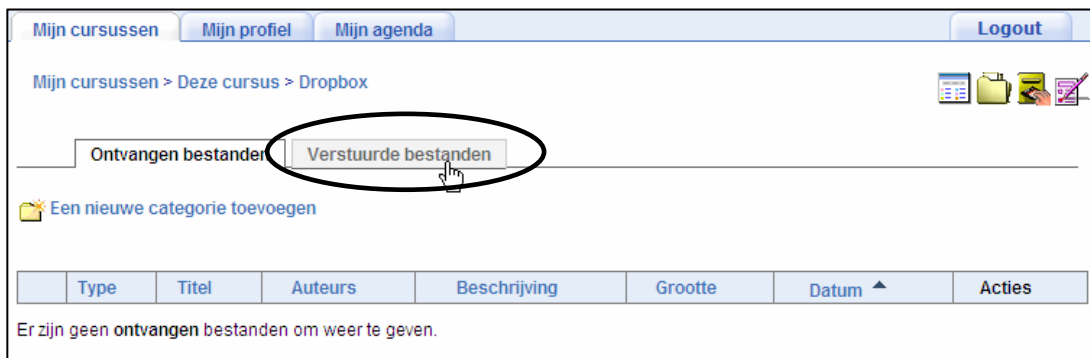 Mijn cursussen Mijn profiel Mijn agenda Logout
Mijn cursussen > Deze cursus > Dropbox
Ontvangen bestanden Verstuurde bestanden
Een nieuwe categorie toevoegen
Type Titel Auteurs Beschrijving Grootte Datum Acties
Er zijn geen ontvangen bestanden om weer te geven.